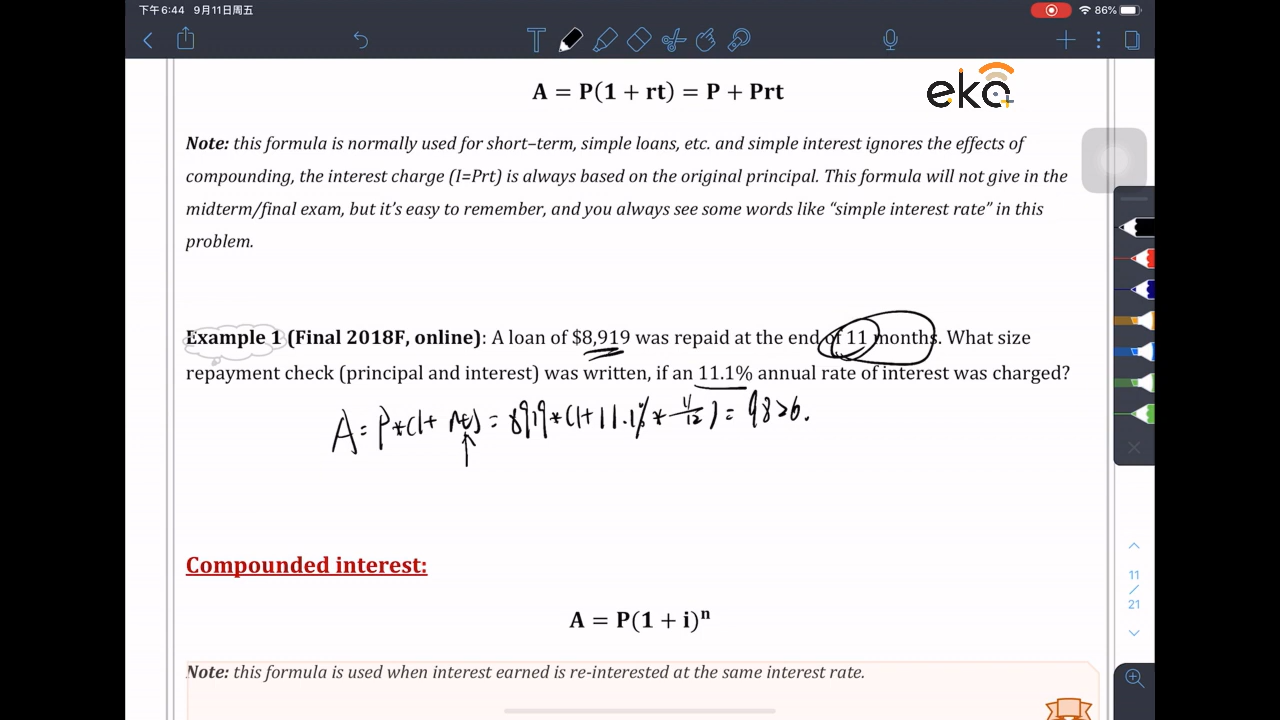 下午6:44 9月11日周五
86%
A = P(1 + rt) = P + Prt
eka
Note: this formula is normally used for short–term, simple loans, etc. and simple interest ignores the effects of
compounding, the interest charge (I=Prt) is always based on the original principal. This formula will not give in the
midterm/final exam, but it's easy to remember, and you always see some words like “simple interest rate” in this
problem.
Example 1 (Final 2018F, online): A loan of $8,919 was repaid at the end of 11 months. What size
repayment check (principal and interest) was written, if an 11.1% annual rate of interest was charged?
A = P*(1+ rt) = 8919*(1+11.1%* 11/12) = 9826.
Compounded interest:
A = P(1 + i)ⁿ
11
/
21
Note: this formula is used when interest earned is re-interested at the same interest rate.